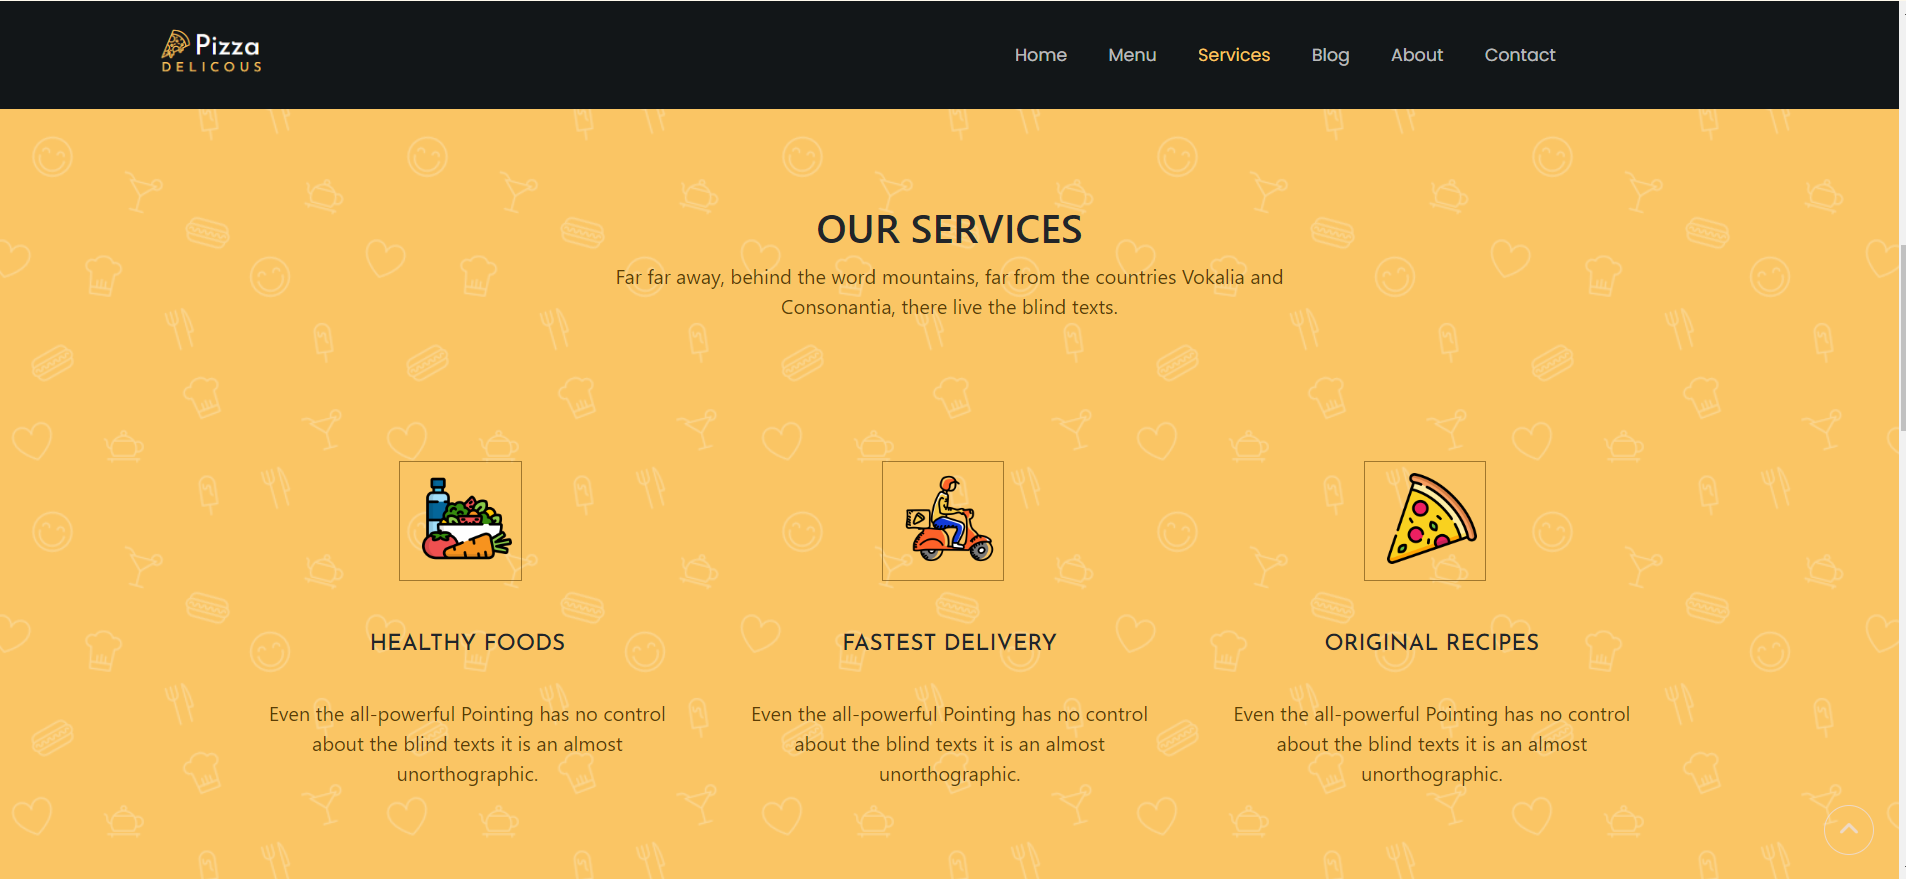 Pizza
DELICOUS
Home Menu Services Blog About Contact
OUR SERVICES
Far far away, behind the word mountains, far from the countries Vokalia and
Consonantia, there live the blind texts.
HEALTHY FOODS
Even the all-powerful Pointing has no control
about the blind texts it is an almost
unorthographic.
FASTEST DELIVERY
Even the all-powerful Pointing has no control
about the blind texts it is an almost
unorthographic.
ORIGINAL RECIPES
Even the all-powerful Pointing has no control
about the blind texts it is an almost
unorthographic.